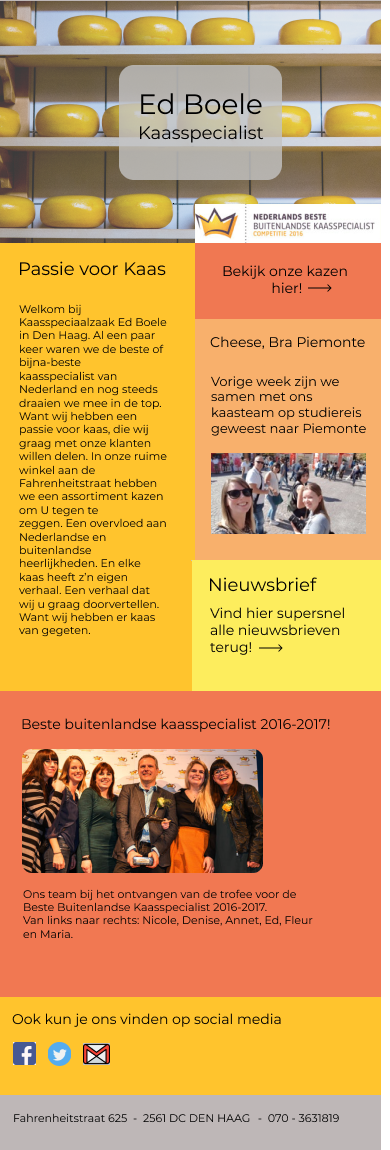 Ed Boele
Kaasspecialist
NEDERLANDS BESTE
BUITENLANDSE KAASSPECIALIST
COMPETITIE 2016
Passie voor Kaas
Welkom bij
Kaasspeciaalzaak Ed Boele
in Den Haag. Al een paar
keer waren we de beste of
bijna-beste
kaasspecialist van
Nederland en nog steeds
draaien we mee in de top.
Want wij hebben een
passie voor kaas, die wij
graag met onze klanten
willen delen. In onze ruime
winkel aan de
Fahrenheitstraat hebben
we een assortiment kazen
om U tegen te
zeggen. Een overvloed aan
Nederlandse en
buitenlandse
heerlijkheden. En elke
kaas heeft z’n eigen
verhaal. Een verhaal dat
wij u graag doorvertellen.
Want wij hebben er kaas
van gegeten.
Bekijk onze kazen
hier!
Cheese, Bra Piemonte
Vorige week zijn we
samen met ons
kaasteam op studiereis
geweest naar Piemonte
Nieuwsbrief
Vind hier supersnel
alle nieuwsbrieven
terug!
Beste buitenlandse kaasspecialist 2016-2017!
Ons team bij het ontvangen van de trofee voor de
Beste Buitenlandse Kaasspecialist 2016-2017.
Van links naar rechts: Nicole, Denise, Annet, Ed, Fleur
en Maria.
Ook kun je ons vinden op social media
Fahrenheitstraat 625 - 2561 DC DEN HAAG - 070 - 3631819